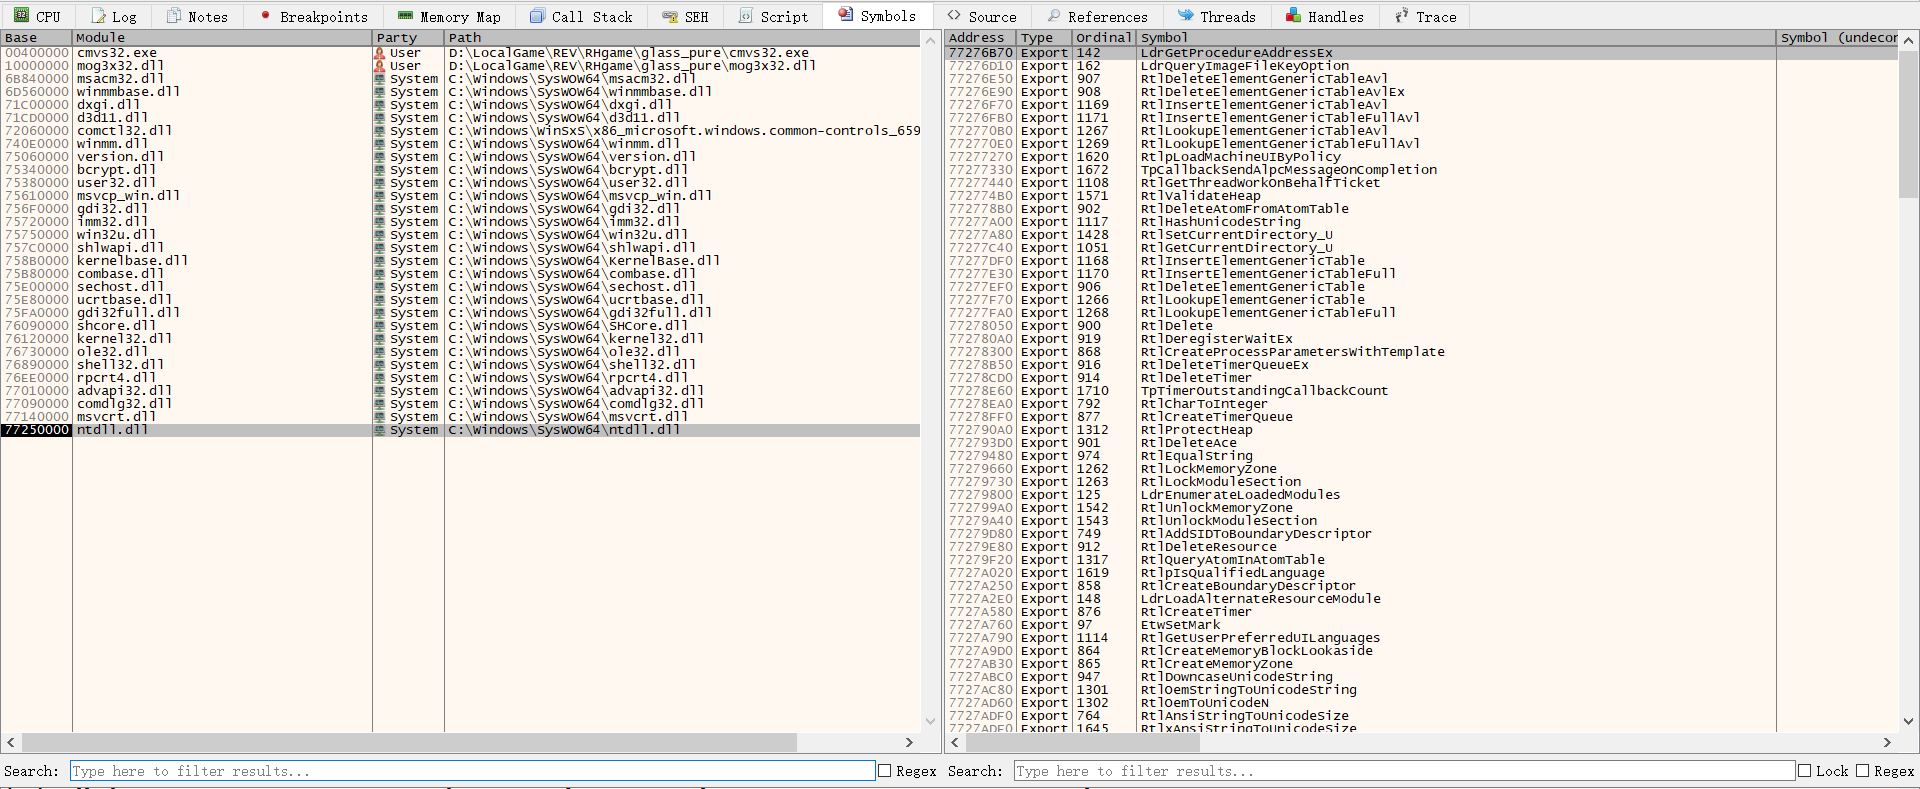 CPU Log Notes Breakpoints Memory Map Call Stack SEH Script Symbols Source References Threads Handles Trace
Base Module Party Path
00400000 cmvs32.exe User D:\LocalGame\REV\RHgame\glass_pure\cmvs32.exe
10000000 mog3x32.dll User D:\LocalGame\REV\RHgame\glass_pure\mog3x32.dll
6B840000 msacm32.dll System C:\Windows\SysWOW64\msacm32.dll
6D560000 winmmbase.dll System C:\Windows\SysWOW64\winmmbase.dll
71C00000 dxgi.dll System C:\Windows\SysWOW64\dxgi.dll
71CD0000 d3d11.dll System C:\Windows\SysWOW64\d3d11.dll
72060000 comctl32.dll System C:\Windows\WinSxS\x86_microsoft.windows.common-controls_659
740E0000 winmm.dll System C:\Windows\SysWOW64\winmm.dll
75060000 version.dll System C:\Windows\SysWOW64\version.dll
75340000 bcrypt.dll System C:\Windows\SysWOW64\bcrypt.dll
75380000 user32.dll System C:\Windows\SysWOW64\user32.dll
75610000 msvcp_win.dll System C:\Windows\SysWOW64\msvcp_win.dll
756F0000 gdi32.dll System C:\Windows\SysWOW64\gdi32.dll
75720000 imm32.dll System C:\Windows\SysWOW64\imm32.dll
75750000 win32u.dll System C:\Windows\SysWOW64\win32u.dll
757C0000 shlwapi.dll System C:\Windows\SysWOW64\shlwapi.dll
758B0000 kernelbase.dll System C:\Windows\SysWOW64\KernelBase.dll
75B80000 combase.dll System C:\Windows\SysWOW64\combase.dll
75E00000 sechost.dll System C:\Windows\SysWOW64\sechost.dll
75E80000 ucrtbase.dll System C:\Windows\SysWOW64\ucrtbase.dll
75FA0000 gdi32full.dll System C:\Windows\SysWOW64\gdi32full.dll
76090000 shcore.dll System C:\Windows\SysWOW64\SHCore.dll
76120000 kernel32.dll System C:\Windows\SysWOW64\kernel32.dll
76730000 ole32.dll System C:\Windows\SysWOW64\ole32.dll
76890000 shell32.dll System C:\Windows\SysWOW64\shell32.dll
76EE0000 rpcrt4.dll System C:\Windows\SysWOW64\rpcrt4.dll
77010000 advapi32.dll System C:\Windows\SysWOW64\advapi32.dll
77090000 comdlg32.dll System C:\Windows\SysWOW64\comdlg32.dll
77140000 msvcrt.dll System C:\Windows\SysWOW64\msvcrt.dll
77250000 ntdll.dll System C:\Windows\SysWOW64\ntdll.dll
Search: Type here to filter results... Regex
Address Type Ordinal Symbol Symbol (undecor
77276B70 Export 142 LdrGetProcedureAddressEx
77276D10 Export 162 LdrQueryImageFileKeyOption
77276E50 Export 907 RtlDeleteElementGenericTableAvl
77276E90 Export 908 RtlDeleteElementGenericTableAvlEx
77276F70 Export 1169 RtlInsertElementGenericTableAvl
77276FB0 Export 1171 RtlInsertElementGenericTableFullAvl
772770B0 Export 1267 RtlLookupElementGenericTableAvl
772770E0 Export 1269 RtlLookupElementGenericTableFullAvl
77277270 Export 1620 RtlpLoadMachineUIByPolicy
77277330 Export 1672 TpCallbackSendAlpcMessageOnCompletion
77277440 Export 1108 RtlGetThreadWorkOnBehalfTicket
772774B0 Export 1571 RtlValidateHeap
772778B0 Export 902 RtlDeleteAtomFromAtomTable
77277A00 Export 1117 RtlHashUnicodeString
77277A80 Export 1428 RtlSetCurrentDirectory_U
77277C40 Export 1051 RtlGetCurrentDirectory_U
77277DF0 Export 1168 RtlInsertElementGenericTable
77277E30 Export 1170 RtlInsertElementGenericTableFull
77277EF0 Export 906 RtlDeleteElementGenericTable
77277F70 Export 1266 RtlLookupElementGenericTable
77277FA0 Export 1268 RtlLookupElementGenericTableFull
77278050 Export 900 RtlDelete
772780A0 Export 919 RtlDeregisterWaitEx
77278300 Export 868 RtlCreateProcessParametersWithTemplate
77278B50 Export 916 RtlDeleteTimerQueueEx
77278CD0 Export 914 RtlDeleteTimer
77278E60 Export 1710 TpTimerOutstandingCallbackCount
77278EA0 Export 792 RtlCharToInteger
77278FF0 Export 877 RtlCreateTimerQueue
772790A0 Export 1312 RtlProtectHeap
772793D0 Export 901 RtlDeleteAce
77279480 Export 974 RtlEqualString
77279660 Export 1262 RtlLockMemoryZone
77279730 Export 1263 RtlLockModuleSection
77279800 Export 125 LdrEnumerateLoadedModules
772799A0 Export 1542 RtlUnlockMemoryZone
77279A40 Export 1543 RtlUnlockModuleSection
77279D80 Export 749 RtlAddSIDToBoundaryDescriptor
77279E80 Export 912 RtlDeleteResource
77279F20 Export 1317 RtlQueryAtomInAtomTable
7727A020 Export 1619 RtlpIsQualifiedLanguage
7727A250 Export 858 RtlCreateBoundaryDescriptor
7727A2E0 Export 148 LdrLoadAlternateResourceModule
7727A580 Export 876 RtlCreateTimer
7727A760 Export 97 EtwSetMark
7727A790 Export 1114 RtlGetUserPreferredUILanguages
7727A9D0 Export 864 RtlCreateMemoryBlockLookaside
7727AB30 Export 865 RtlCreateMemoryZone
7727ABC0 Export 947 RtlDowncaseUnicodeString
7727AC80 Export 1301 RtlOemStringToUnicodeString
7727AD60 Export 1302 RtlOemToUnicodeN
7727ADF0 Export 764 RtlAnsiStringToUnicodeSize
7727ADF0 Export 1645 RtlxAnsiStringToUnicodeSize
Search: Type here to filter results... Lock Regex